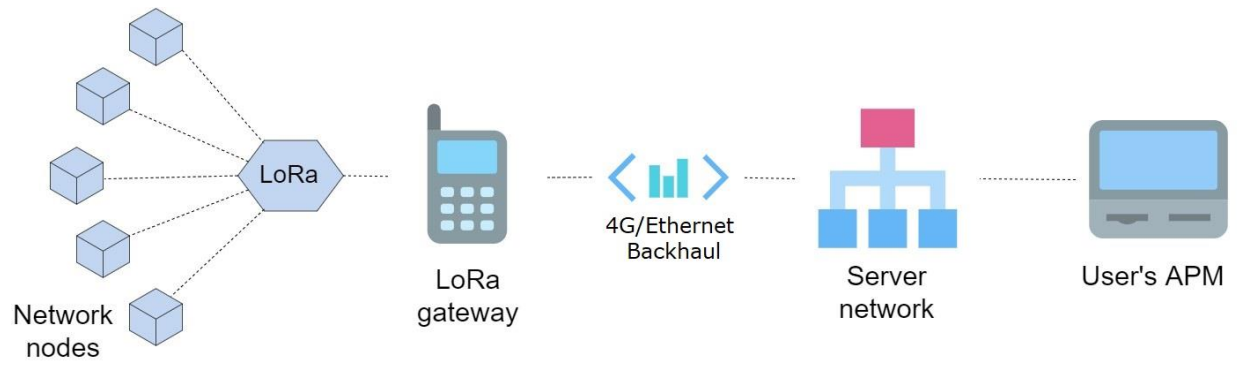 LoRa
4G/Ethernet
Backhaul
LoRa
gateway
Server
network
User's APM
Network
nodes